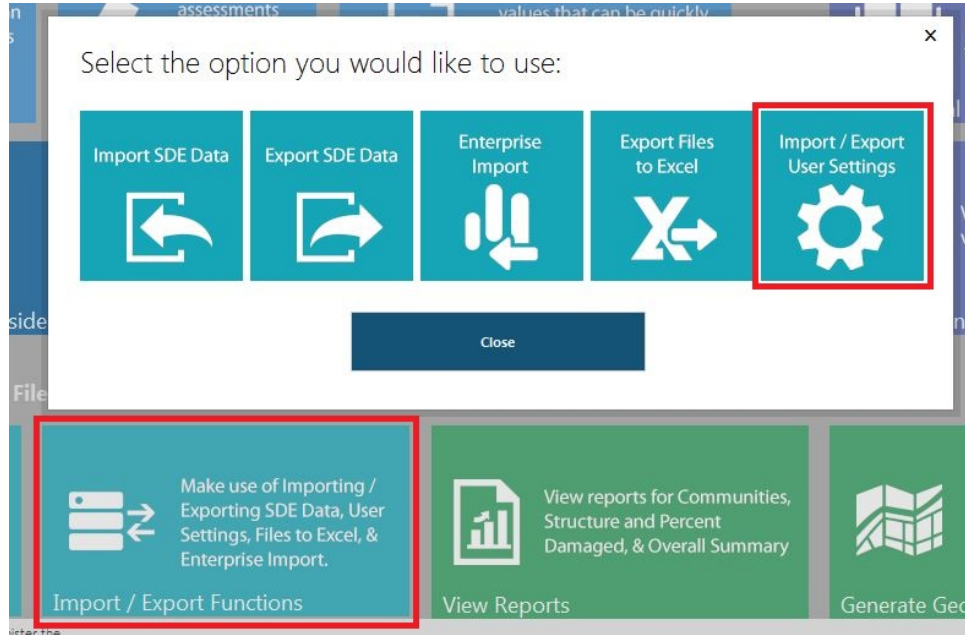 assessments
values that can be quickly
×
Select the option you would like to use:
Import SDE Data
Export SDE Data
Enterprise
Import
Export Files
to Excel
Import / Export
User Settings
Close
File
Make use of Importing /
Exporting SDE Data, User
Settings, Files to Excel, &
Enterprise Import.
Import / Export Functions
View reports for Communities,
Structure and Percent
Damaged, & Overall Summary
View Reports
Generate Geo